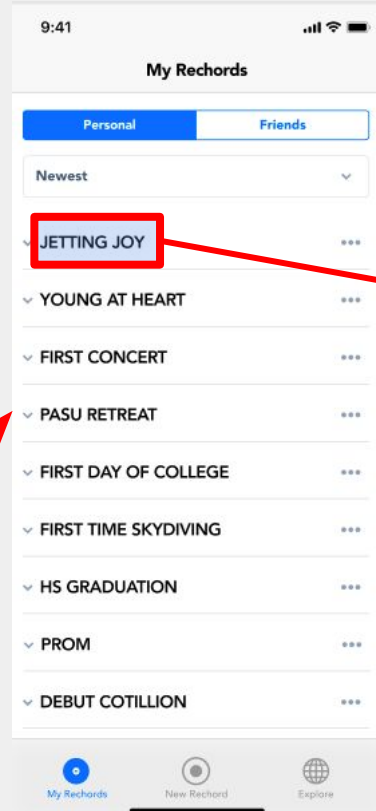 9:41
My Rechords
Personal Friends
Newest
JETTING JOY
YOUNG AT HEART
FIRST CONCERT
PASU RETREAT
FIRST DAY OF COLLEGE
FIRST TIME SKYDIVING
HS GRADUATION
PROM
DEBUT COTILLION
My Rechords New Rechord Explore